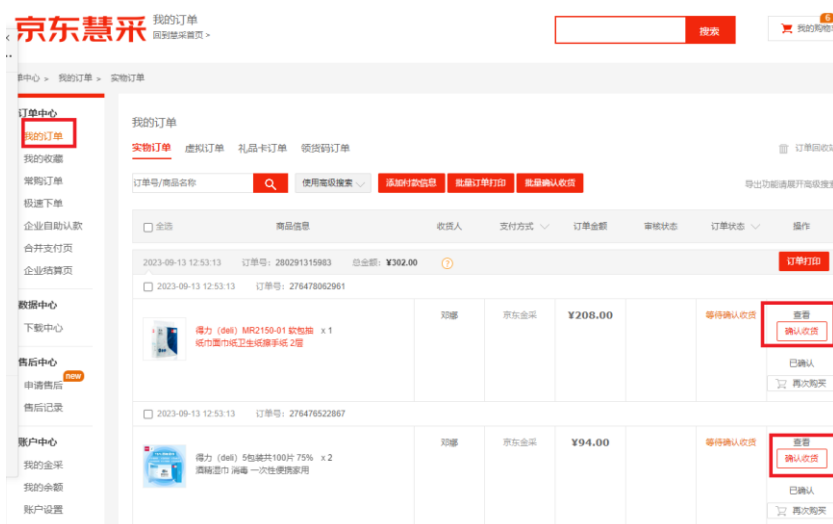 京东慧采
我的订单
回到慧采首页 >
搜索
6
我的购物
单中心 > 我的订单 > 实物订单
订单中心
我的订单
我的收藏
常购订单
极速下单
企业自助认款
合并支付页
企业结算页
数据中心
下载中心
售后中心
new
申请售后
售后记录
账户中心
我的金采
我的余额
账户设置
我的订单
实物订单 虚拟订单 礼品卡订单 领货码订单
订单回收站
订单号/商品名称 使用高级搜索 添加付款信息 批量订单打印 批量确认收货
导出功能请展开高级搜索
全选 商品信息 收货人 支付方式 订单金额 审核状态 订单状态 操作
2023-09-13 12:53:13 订单号: 280291315983 总金额: ¥302.00 ? 订单打印
2023-09-13 12:53:13 订单号: 276478062961
得力 (deli) MR2150-01 软包抽 x 1
纸巾面巾纸卫生纸擦手纸 2层
邓娜 京东金采 ¥208.00 等待确认收货 查看
确认收货
已确认
再次购买
2023-09-13 12:53:13 订单号: 276476522867
得力 (deli) 5包装共100片 75% x 2
酒精湿巾 消毒 一次性便携家用
邓娜 京东金采 ¥94.00 等待确认收货 查看
确认收货
已确认
再次购买